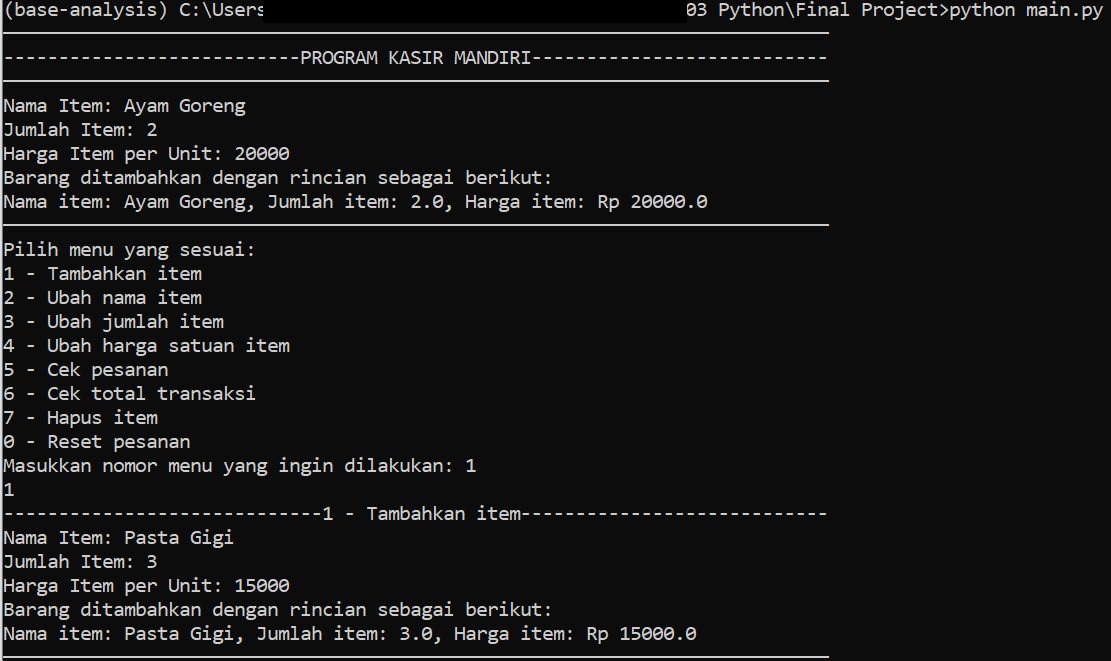 (base-analysis) C:\Users 03 Python\Final Project>python main.py
---------------------------PROGRAM KASIR MANDIRI---------------------------
Nama Item: Ayam Goreng
Jumlah Item: 2
Harga Item per Unit: 20000
Barang ditambahkan dengan rincian sebagai berikut:
Nama item: Ayam Goreng, Jumlah item: 2.0, Harga item: Rp 20000.0
Pilih menu yang sesuai:
1 - Tambahkan item
2 - Ubah nama item
3 - Ubah jumlah item
4 - Ubah harga satuan item
5 - Cek pesanan
6 - Cek total transaksi
7 - Hapus item
0 - Reset pesanan
Masukkan nomor menu yang ingin dilakukan: 1
1
-----------------------------1 - Tambahkan item----------------------------
Nama Item: Pasta Gigi
Jumlah Item: 3
Harga Item per Unit: 15000
Barang ditambahkan dengan rincian sebagai berikut:
Nama item: Pasta Gigi, Jumlah item: 3.0, Harga item: Rp 15000.0